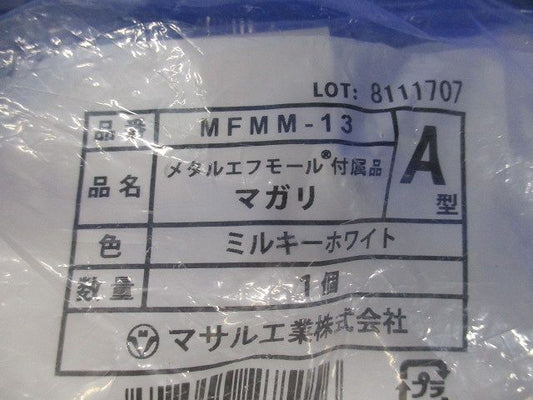 LOT: 8111707
品番 MFMM-13
品名 メタルエフモール®付属品 A型
マガリ
色 ミルキーホワイト
数量 1個
マサル工業株式会社
プラ